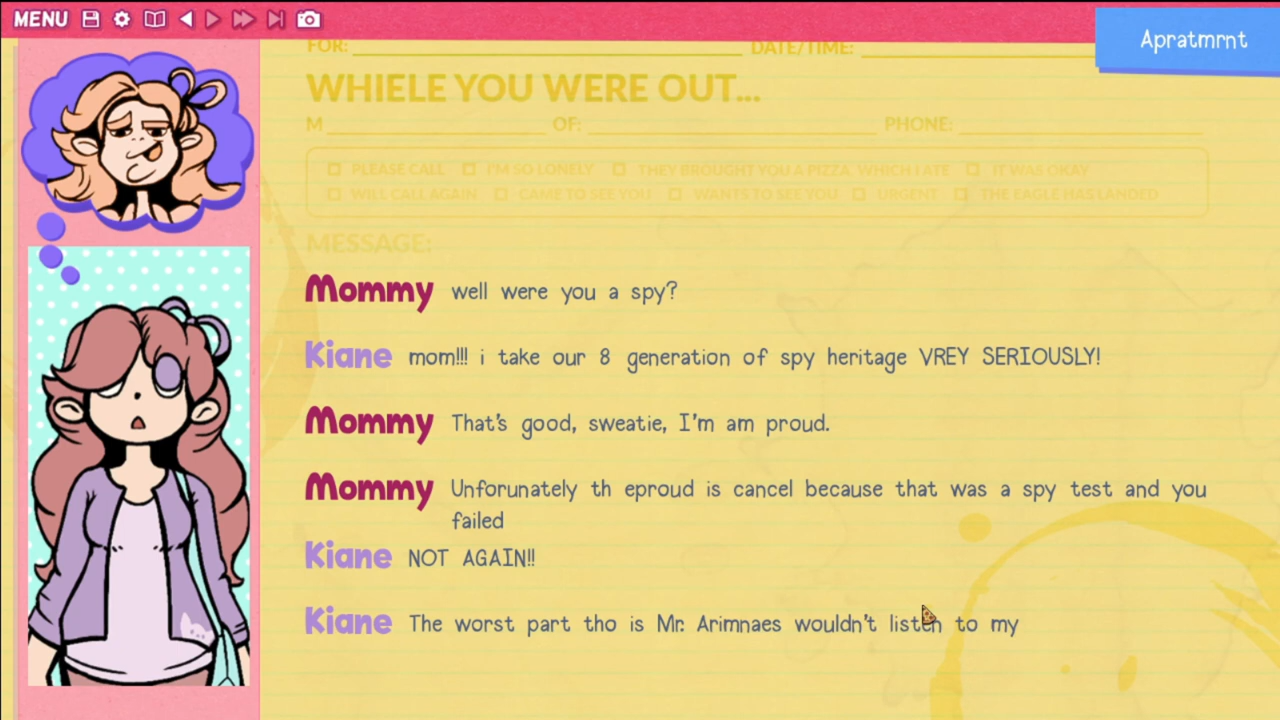 MENU
Apratmrnt
FOR: DATE/TIME:
WHIELE YOU WERE OUT...
M OF: PHONE:
PLEASE CALL I'M SO LONELY THEY BROUGHT YOU A PIZZA, WHICH I ATE IT WAS OKAY
WILL CALL AGAIN CAME TO SEE YOU WANTS TO SEE YOU URGENT THE EAGLE HAS LANDED
MESSAGE:
Mommy well were you a spy?
Kiane mom!!! i take our 8 generation of spy heritage VREY SERIOUSLY!
Mommy That's good, sweatie, I'm am proud.
Mommy Unforunately th eproud is cancel because that was a spy test and you
failed
Kiane NOT AGAIN!!
Kiane The worst part tho is Mr. Arimnaes wouldn't listen to my